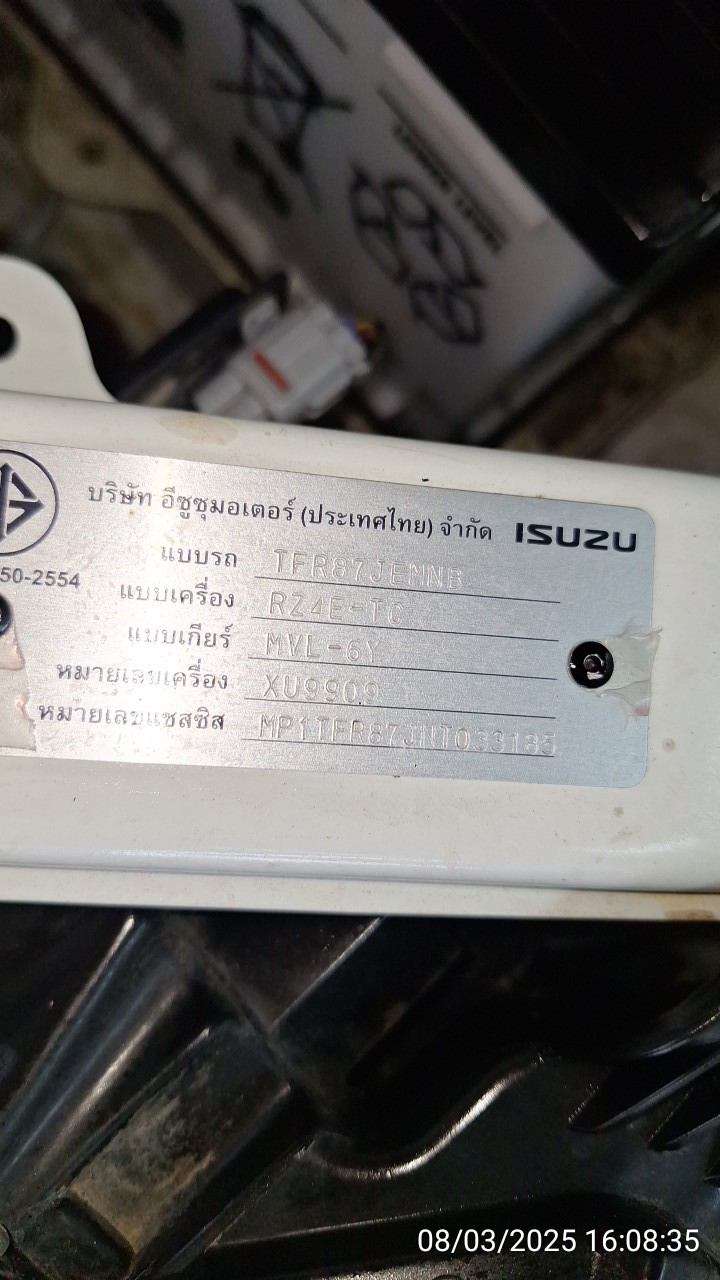 บริษัท อีซูซุมอเตอร์ (ประเทศไทย) จำกัด ISUZU
แบบรถ TFR87JEMNB
50-2554
แบบเครื่อง RZ4E-TC
แบบเกียร์ MVL-6Y
หมายเลขเครื่อง XU9909
หมายเลขแชสซิส MP1TFR87JNT033185
08/03/2025 16:08:35